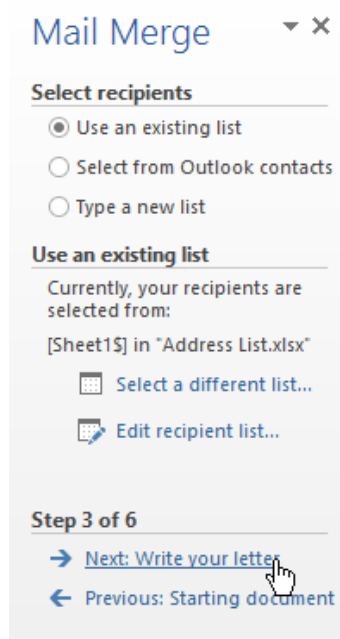 Mail Merge
Select recipients
Use an existing list
Select from Outlook contacts
Type a new list
Use an existing list
Currently, your recipients are
selected from:
[Sheet1$] in "Address List.xlsx"
Select a different list...
Edit recipient list...
Step 3 of 6
Next: Write your letter
Previous: Starting document